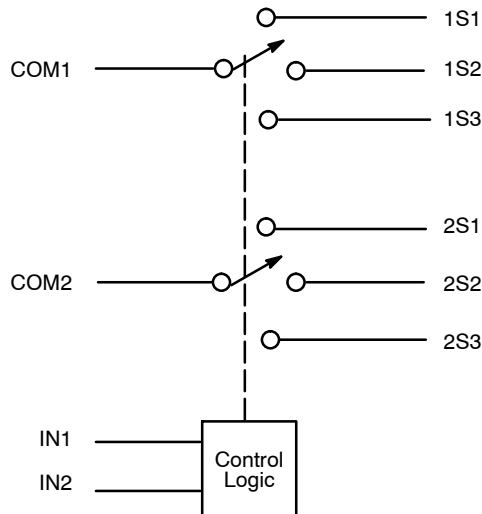 1S1
COM1
1S2
1S3
2S1
COM2
2S2
2S3
IN1
IN2
Control
Logic